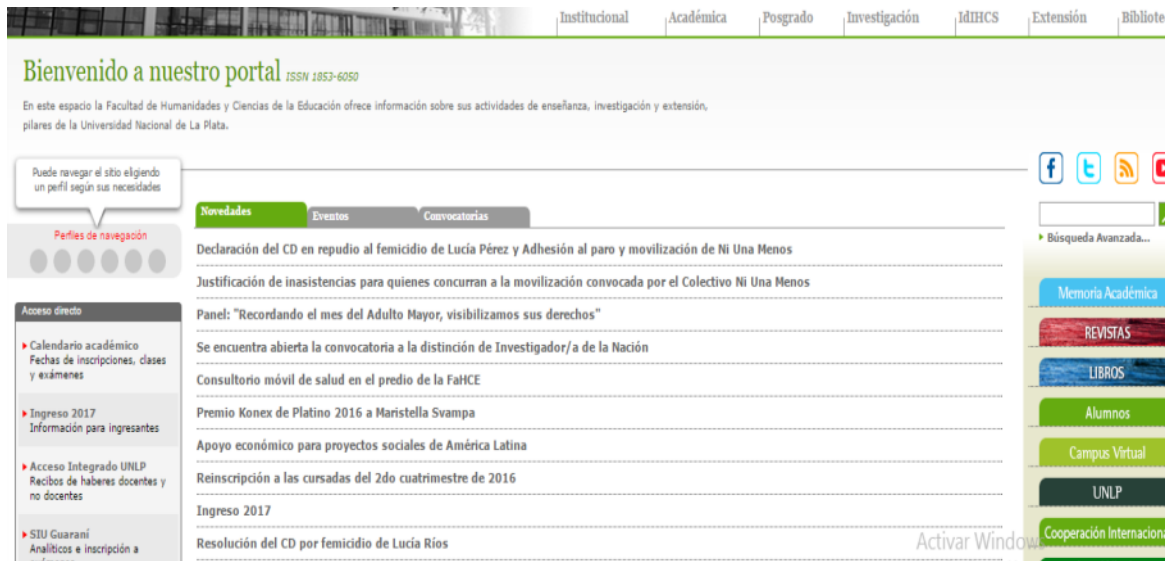 Institucional
Académica
Posgrado
Investigación
IdIHCS
Extensión
Bibliote
Bienvenido a nuestro portal ISSN 1853-6050
En este espacio la Facultad de Humanidades y Ciencias de la Educación ofrece información sobre sus actividades de enseñanza, investigación y extensión,
pilares de la Universidad Nacional de La Plata.
Puede navegar el sitio eligiendo
un perfil según sus necesidades
Perfiles de navegación
Acceso directo
Calendario académico
Fechas de inscripciones, clases
y exámenes
Ingreso 2017
Información para ingresantes
Acceso Integrado UNLP
Recibos de haberes docentes y
no docentes
SIU Guaraní
Analíticos e inscripción a
Novedades
Eventos
Convocatorias
Declaración del CD en repudio al femicidio de Lucía Pérez y Adhesión al paro y movilización de Ni Una Menos
Justificación de inasistencias para quienes concurran a la movilización convocada por el Colectivo Ni Una Menos
Panel: "Recordando el mes del Adulto Mayor, visibilizamos sus derechos"
Se encuentra abierta la convocatoria a la distinción de Investigador/a de la Nación
Consultorio móvil de salud en el predio de la FaHCE
Premio Konex de Platino 2016 a Maristella Svampa
Apoyo económico para proyectos sociales de América Latina
Reinscripción a las cursadas del 2do cuatrimestre de 2016
Ingreso 2017
Resolución del CD por femicidio de Lucía Ríos
Búsqueda Avanzada...
Memoria Académica
REVISTAS
LIBROS
Alumnos
Campus Virtual
UNLP
Cooperación Internaciona
Activar Windows